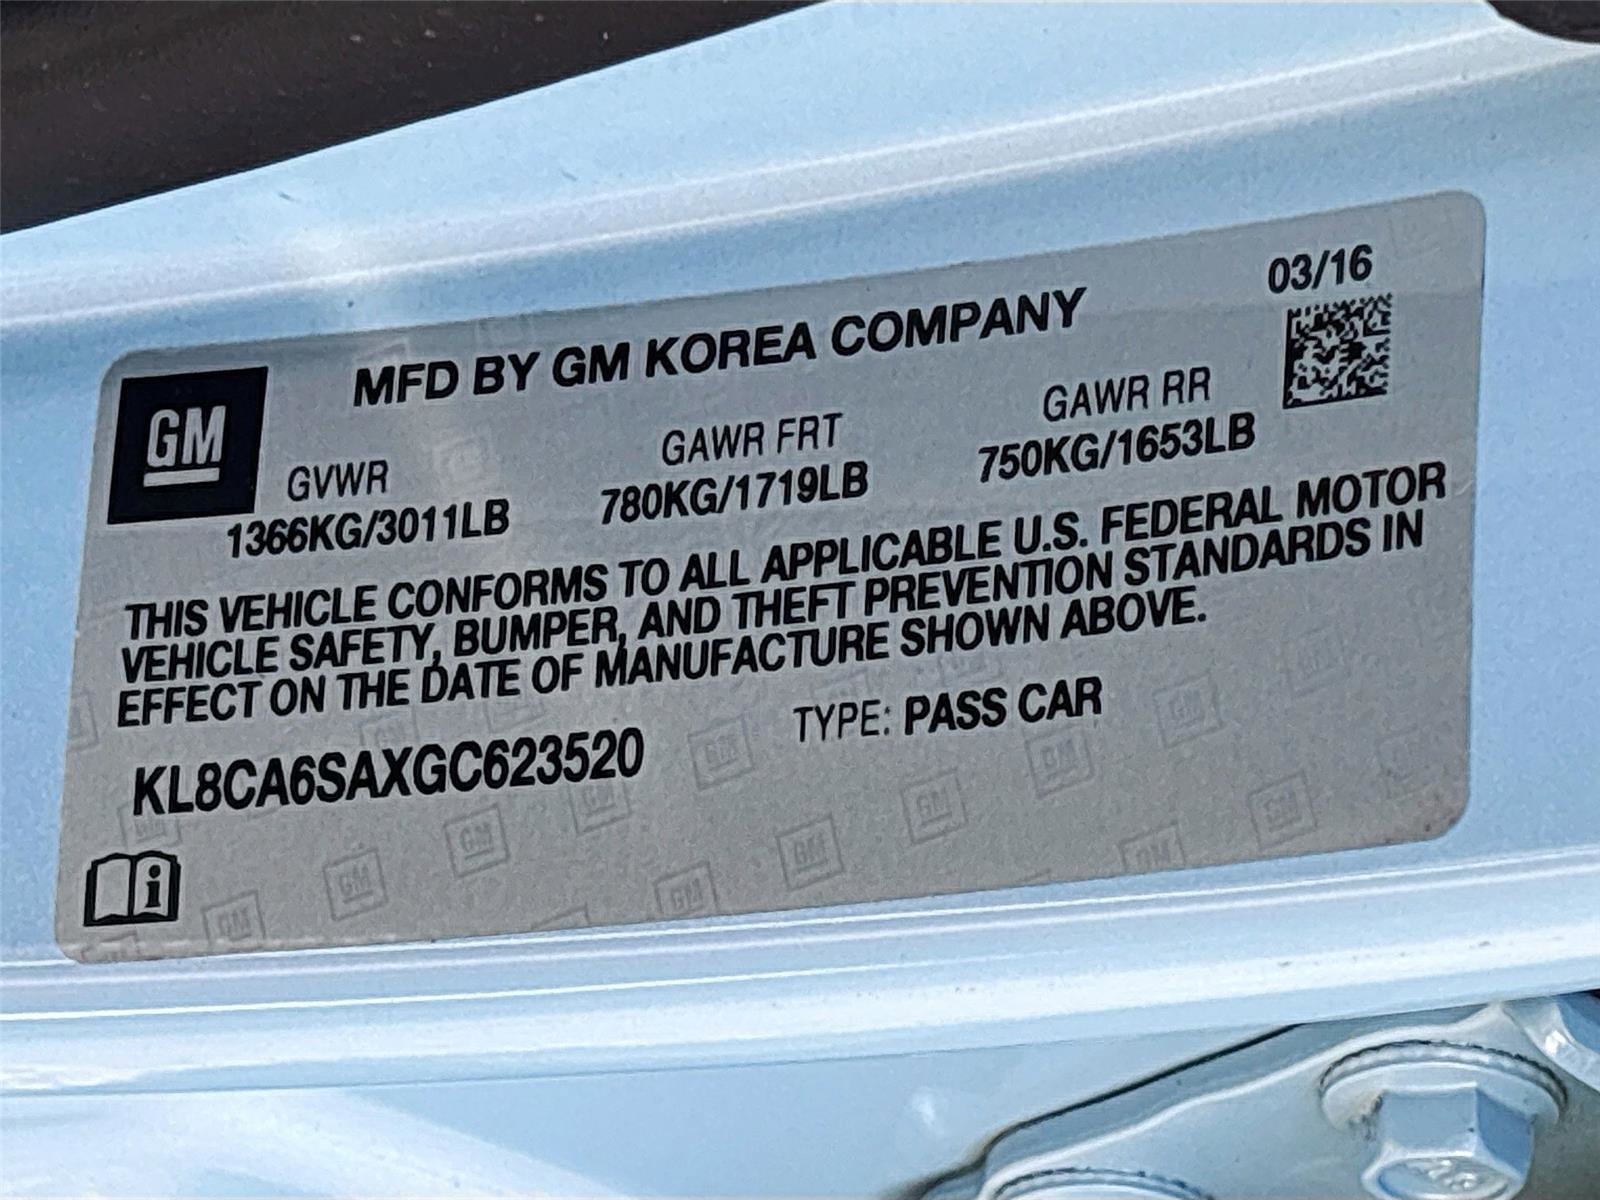 03/16
MFD BY GM KOREA COMPANY
GM
GVWR GAWR FRT GAWR RR
1366KG/3011LB 780KG/1719LB 750KG/1653LB
THIS VEHICLE CONFORMS TO ALL APPLICABLE U.S. FEDERAL MOTOR
VEHICLE SAFETY, BUMPER, AND THEFT PREVENTION STANDARDS IN
EFFECT ON THE DATE OF MANUFACTURE SHOWN ABOVE.
KL8CA6SAXGC623520 TYPE: PASS CAR